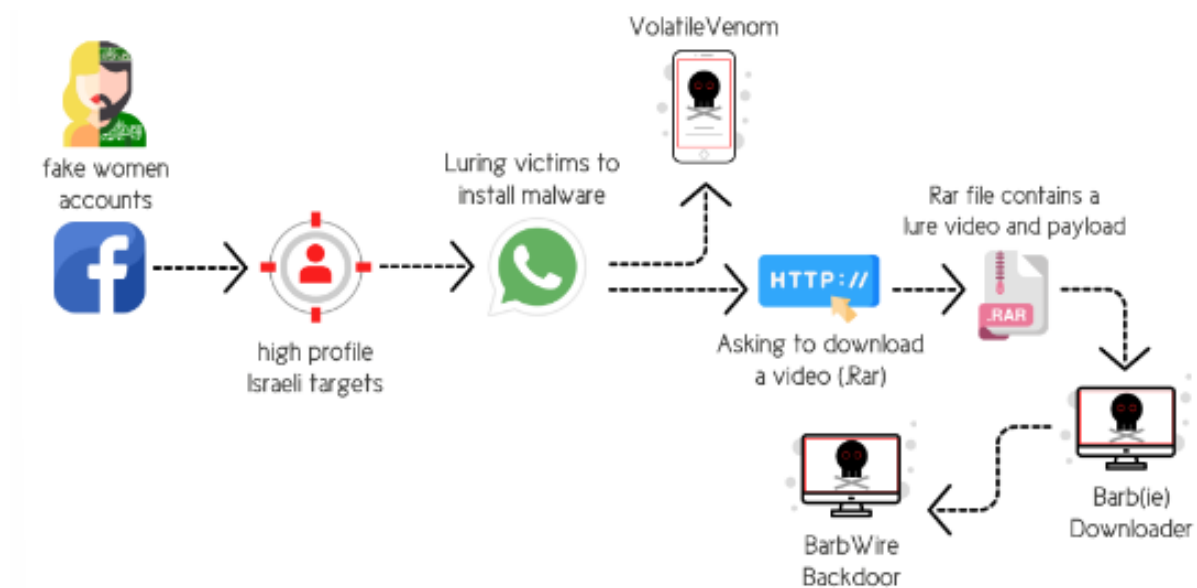 VolatileVenom
fake women
accounts
Luring victims to
install malware
Rar file contains a
lure video and payload
HTTP://
.RAR
high profile
Israeli targets
Asking to download
a video (.Rar)
Barb(ie)
Downloader
BarbWire
Backdoor